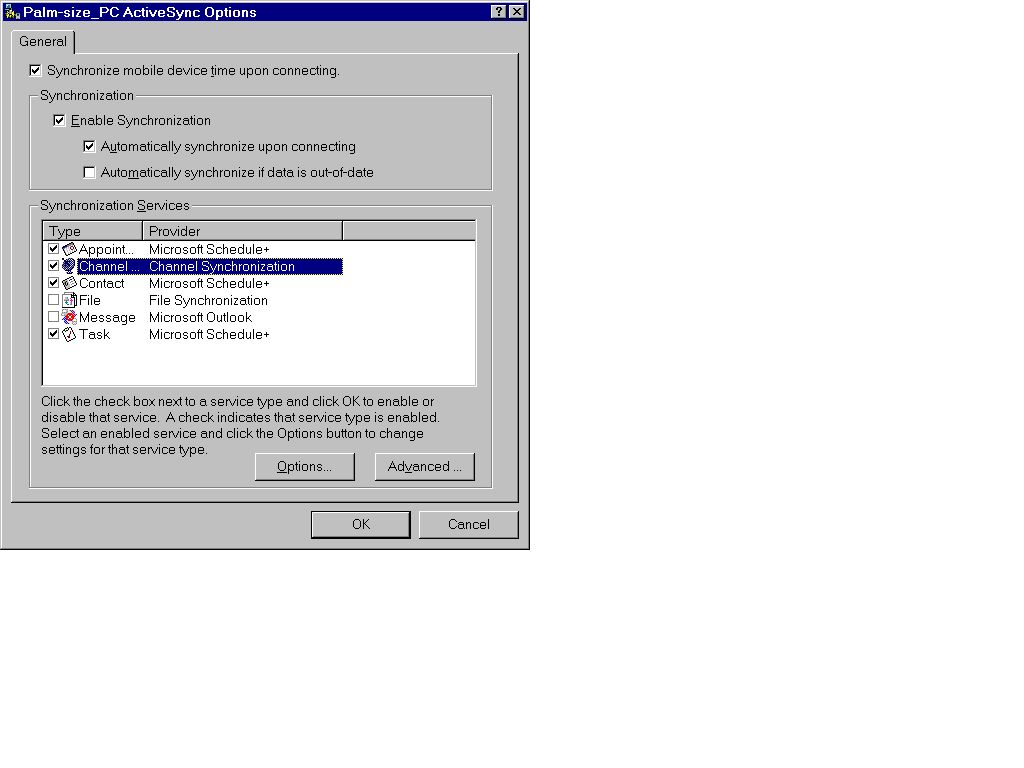 Palm-size_PC ActiveSync Options
General
Synchronize mobile device time upon connecting.
Synchronization
Enable Synchronization
Automatically synchronize upon connecting
Automatically synchronize if data is out-of-date
Synchronization Services
Type Provider
Appoint... Microsoft Schedule+
Channel ... Channel Synchronization
Contact Microsoft Schedule+
File File Synchronization
Message Microsoft Outlook
Task Microsoft Schedule+
Click the check box next to a service type and click OK to enable or
disable that service. A check indicates that service type is enabled.
Select an enabled service and click the Options button to change
settings for that service type.
Options... Advanced ...
OK Cancel